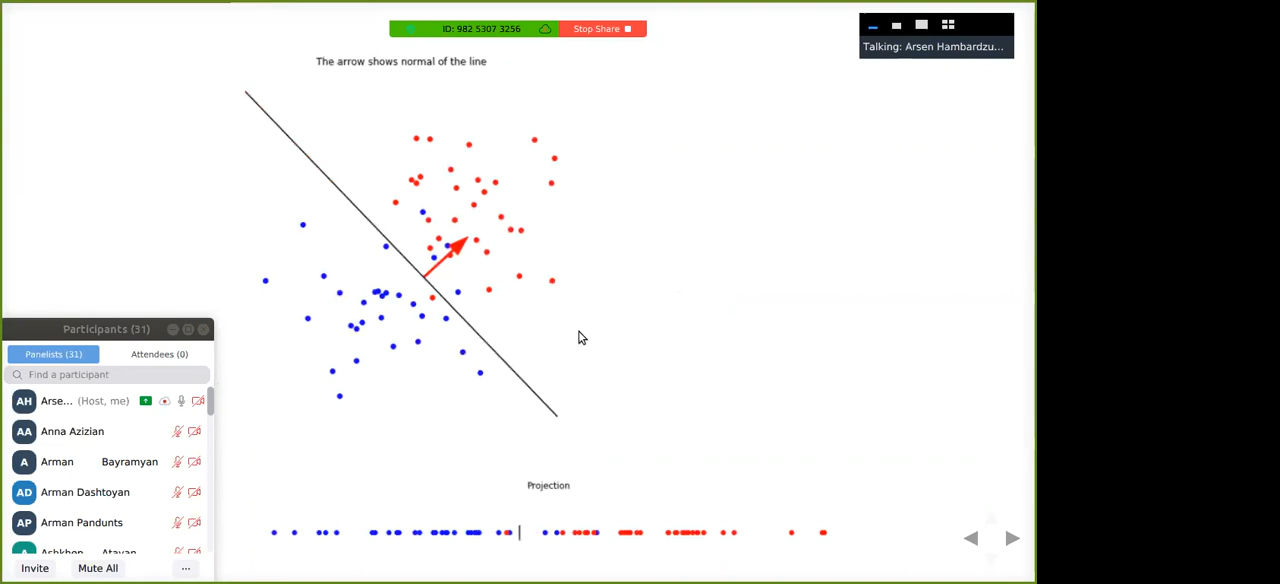 ID: 982 5307 3256
Stop Share
Talking: Arsen Hambardzu...
The arrow shows normal of the line
Participants (31)
Panelists (31)
Attendees (0)
Find a participant
AH
Arse...
(Host, me)
AA
Anna Azizian
A
Arman Bayramyan
AD
Arman Dashtoyan
AP
Arman Pandunts
Invite
Mute All
...
Projection